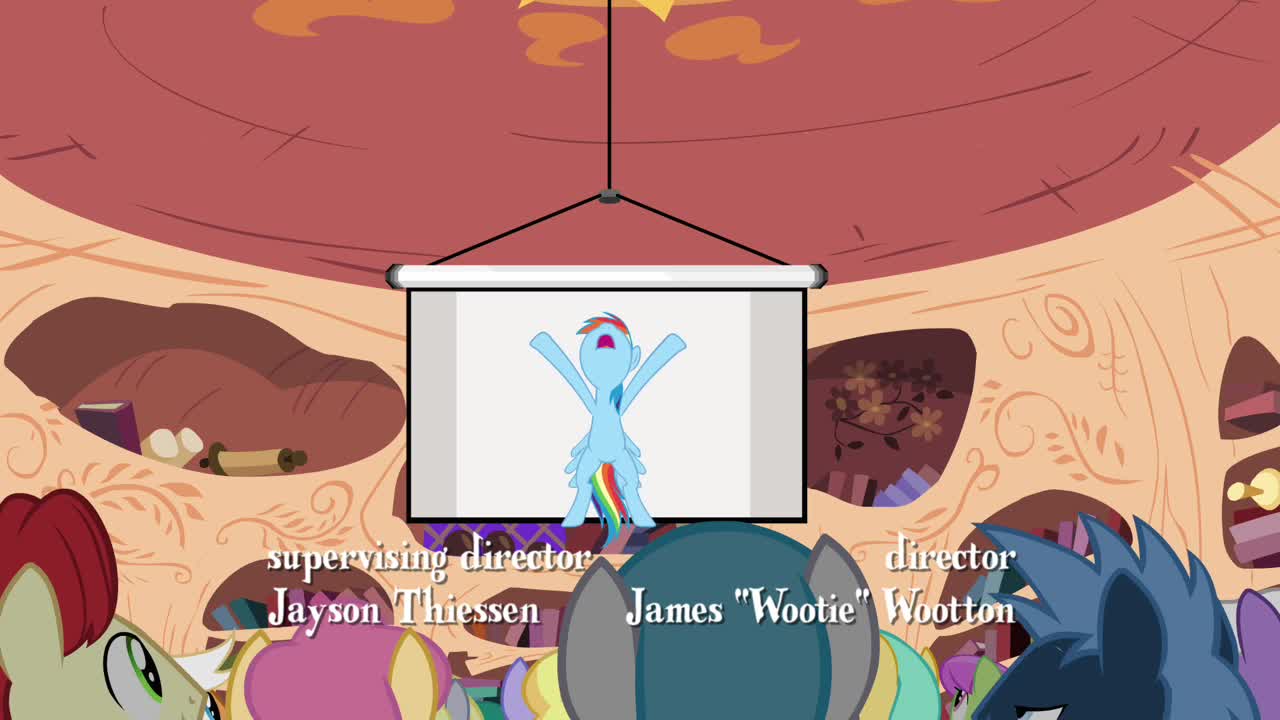 supervising director
Jayson Thiessen
director
James "Wootie" Wootton